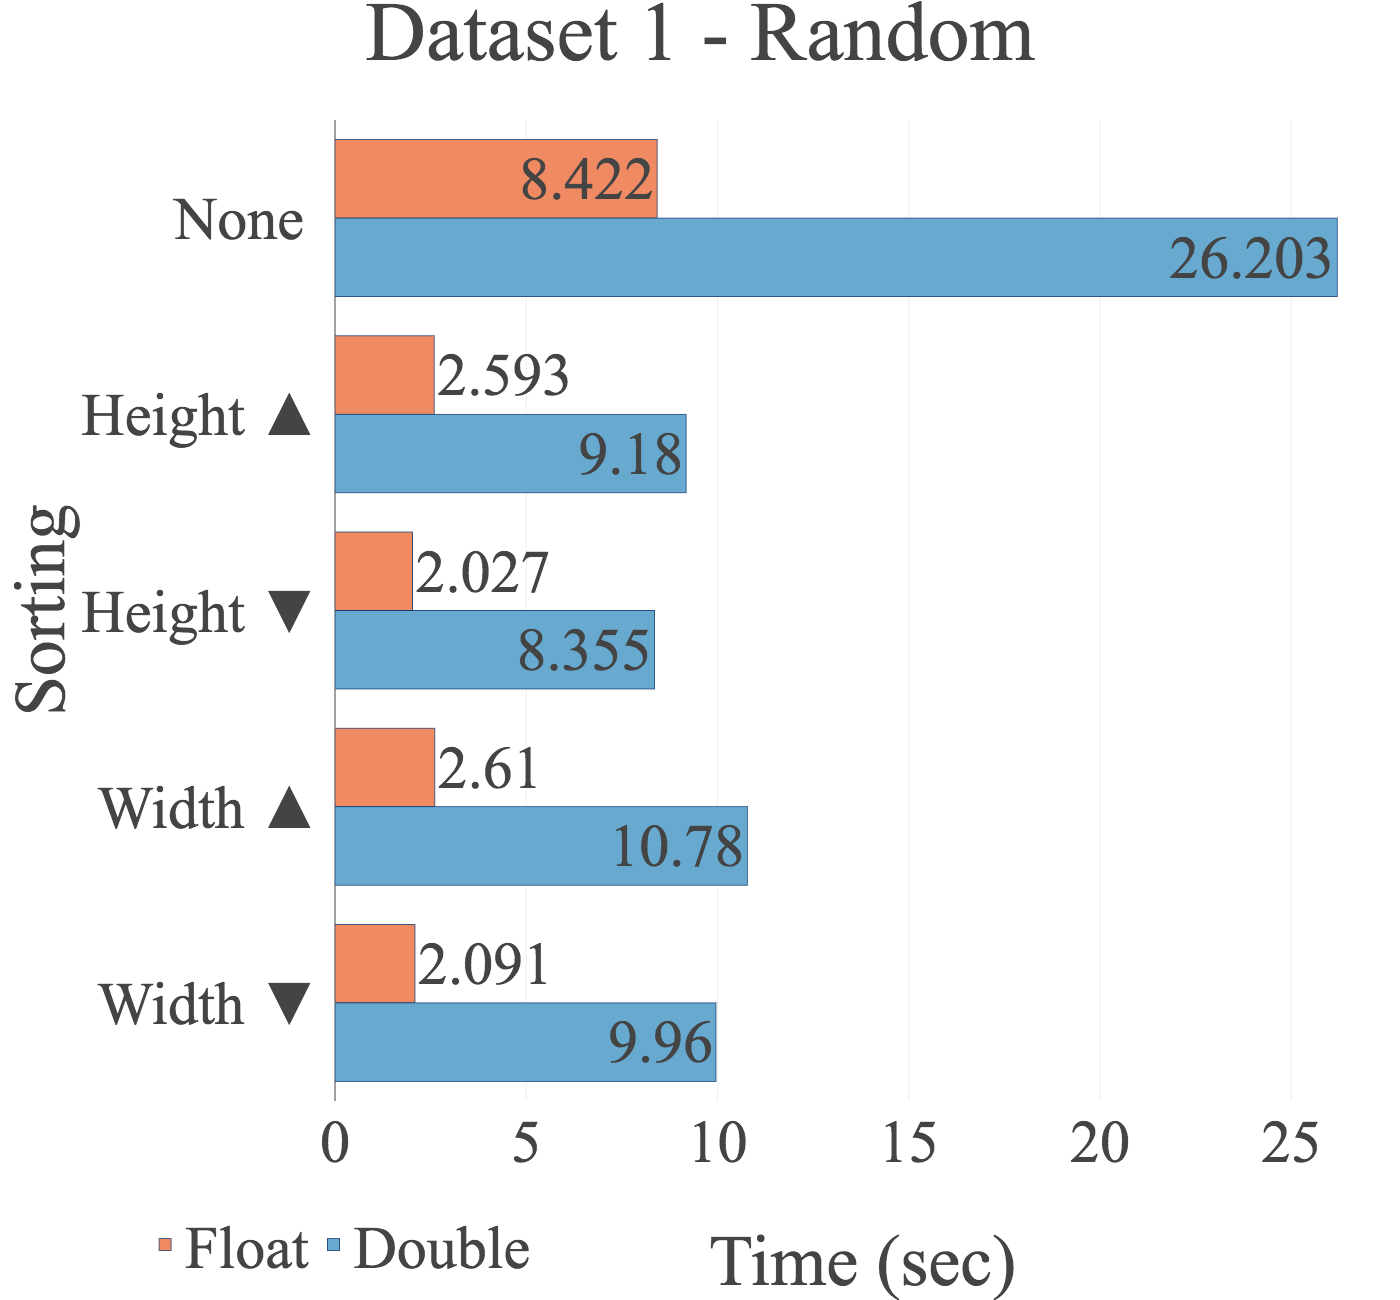 Dataset 1 - Random
None
8.422
26.203
Height ▲
2.593
9.18
Height ▼
2.027
8.355
Width ▲
2.61
10.78
Width ▼
2.091
9.96
Sorting
0 5 10 15 20 25
Float Double
Time (sec)